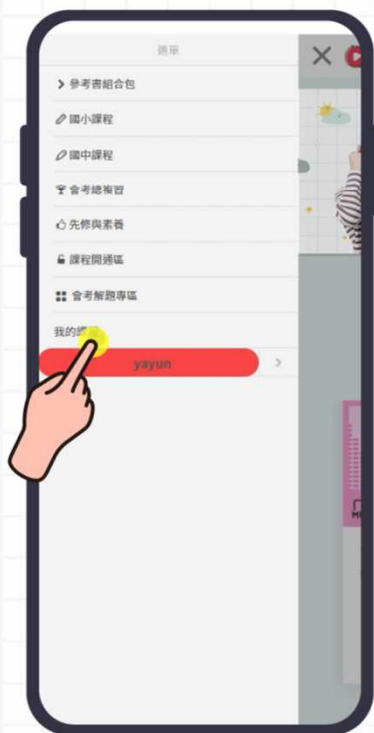 選單
參考書組合包
國小課程
國中課程
會考總複習
先修與素養
課程開通區
會考解題專區
我的
yayun